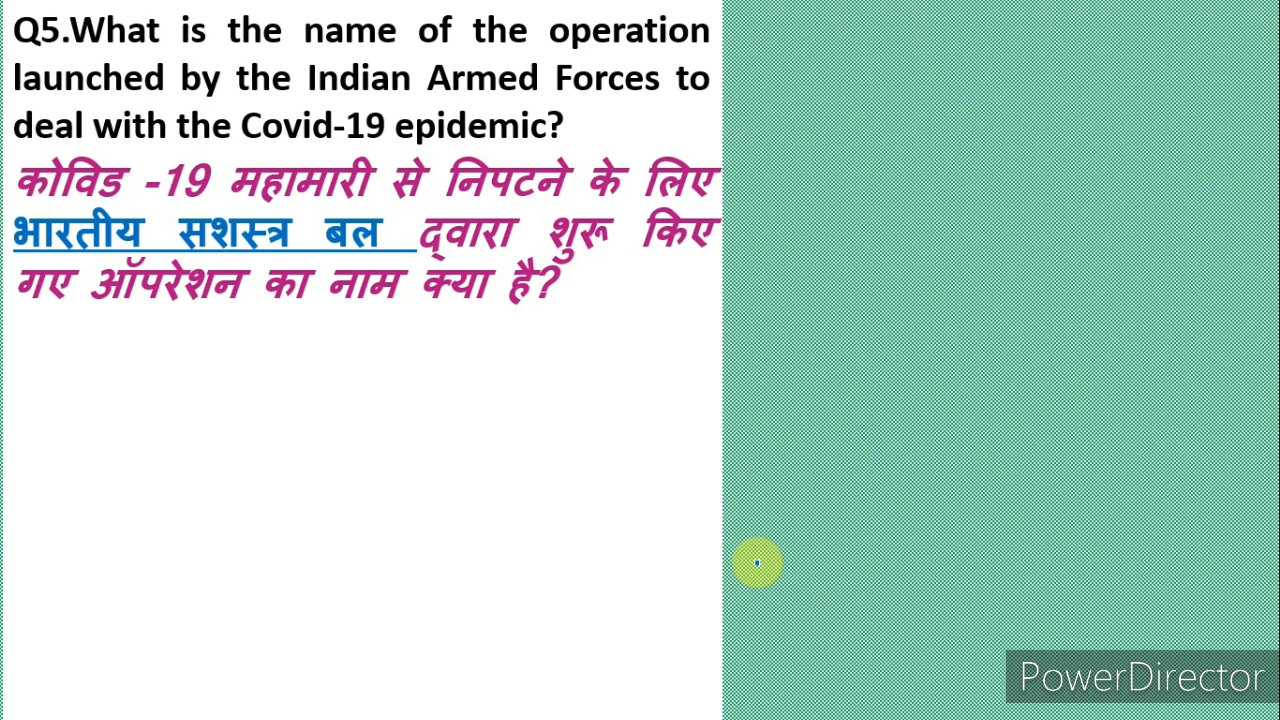 Q5.What is the name of the operation
launched by the Indian Armed Forces to
deal with the Covid-19 epidemic?
कोविड -19 महामारी से निपटने के लिए
भारतीय सशस्त्र बल द्वारा शुरू किए
गए ऑपरेशन का नाम क्या है?
PowerDirector